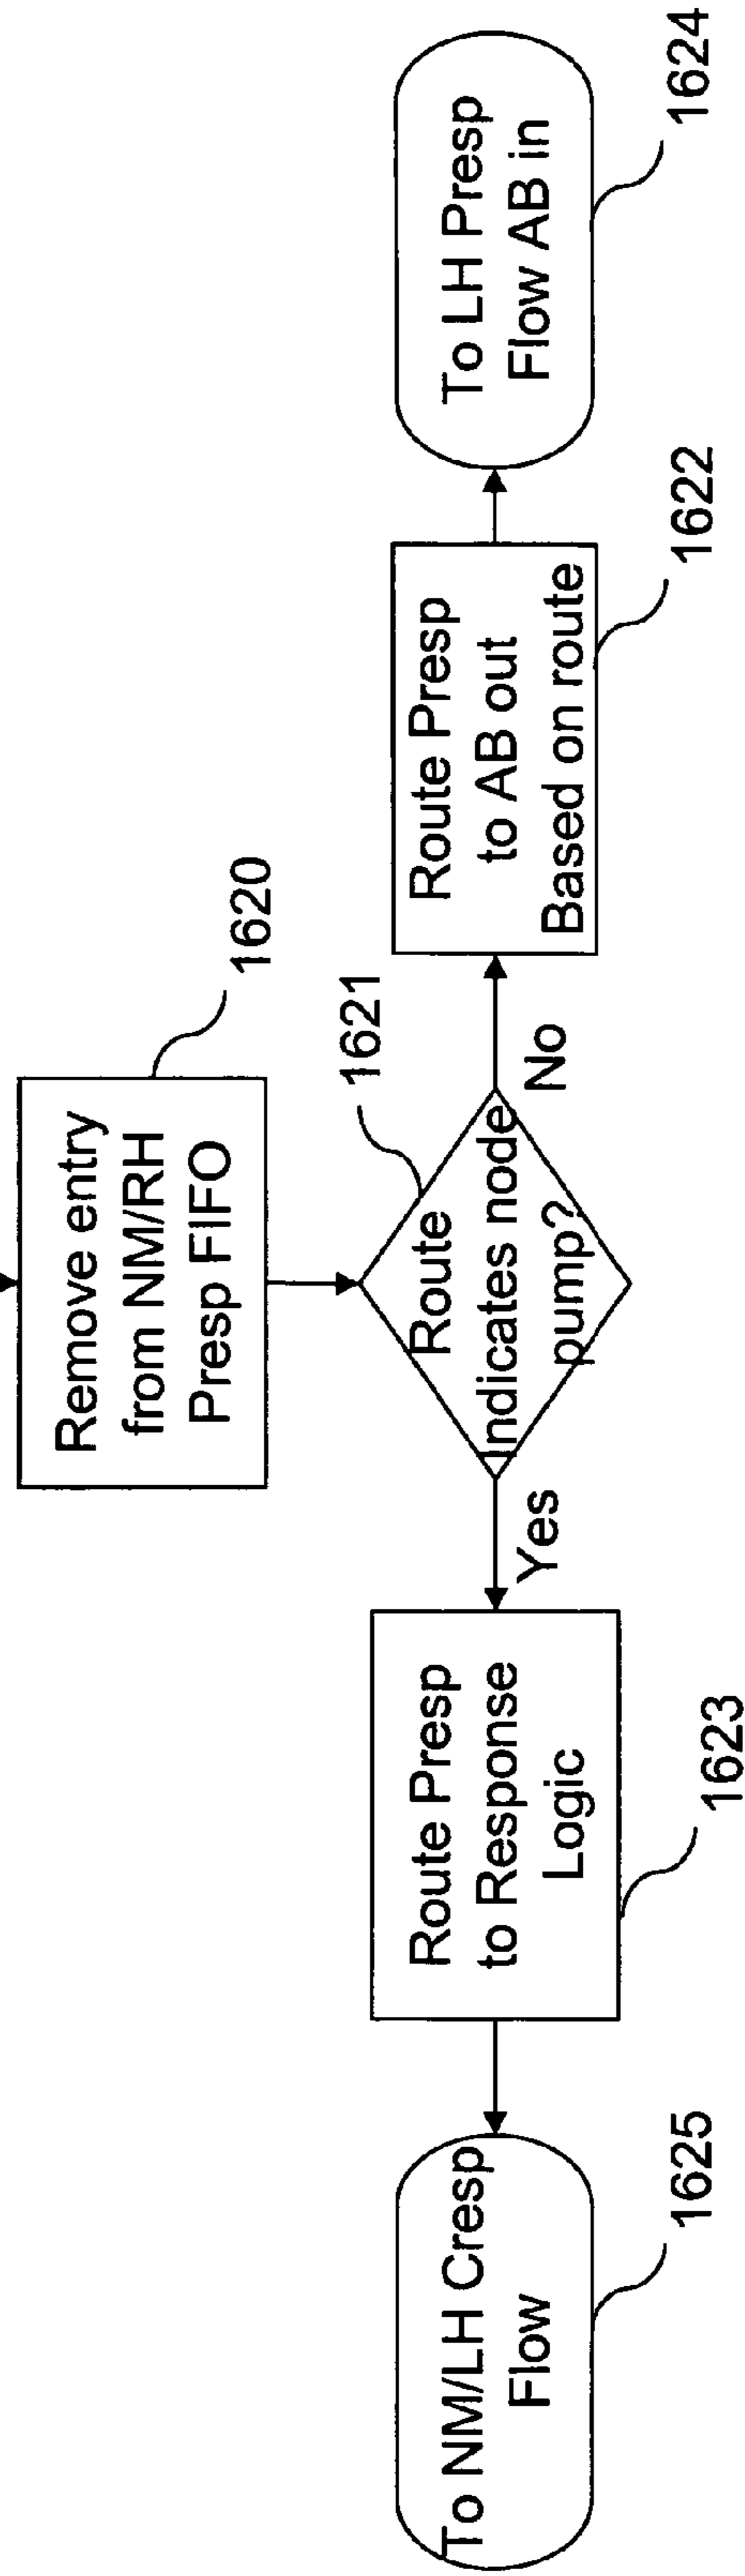 Remove entry
from NM/RH
Presp FIFO
1620
Route
Indicates node
pump?
1621
Yes
No
Route Presp
to Response
Logic
1623
Route Presp
to AB out
Based on route
1622
To NM/LH Cresp
Flow
1625
To LH Presp
Flow AB in
1624